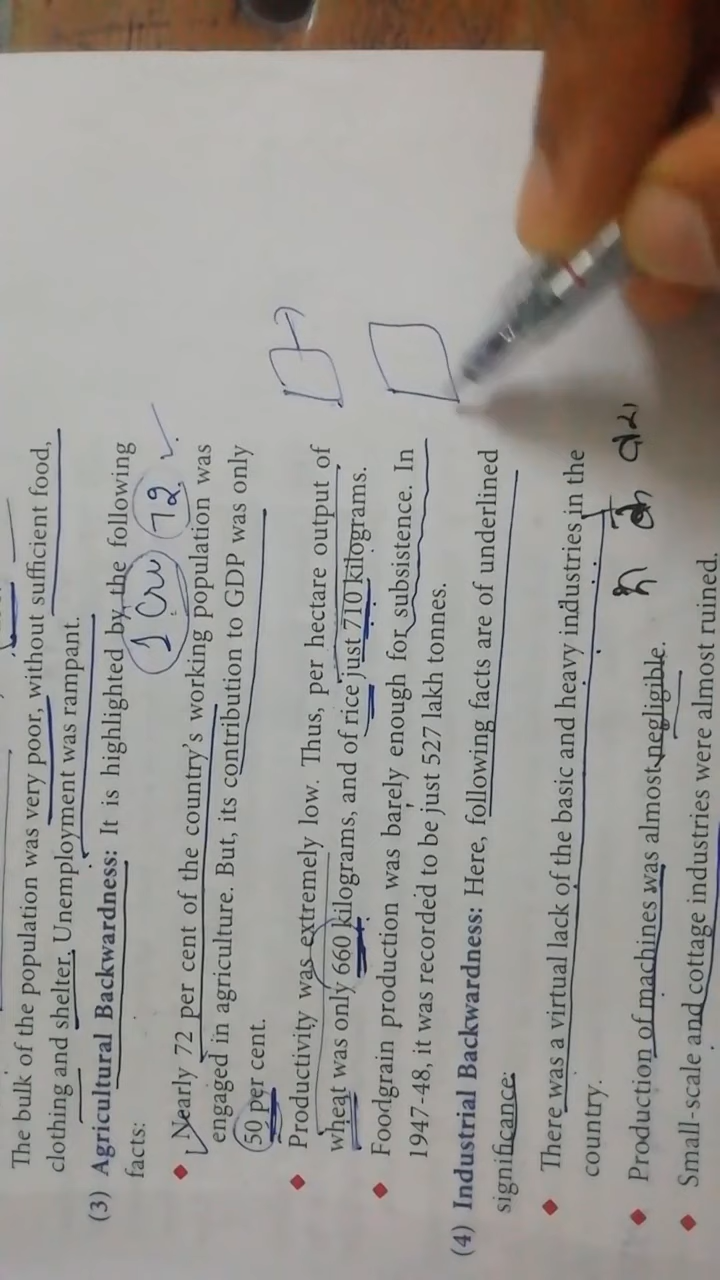 The bulk of the population was very poor, without sufficient food,
clothing and shelter. Unemployment was rampant.
(3) Agricultural Backwardness: It is highlighted by the following
facts:
1 Cru 72
Nearly 72 per cent of the country's working population was
engaged in agriculture. But, its contribution to GDP was only
50 per cent.
Productivity was extremely low. Thus, per hectare output of
wheat was only 660 kilograms, and of rice just 710 kilograms.
Foodgrain production was barely enough for subsistence. In
1947-48, it was recorded to be just 527 lakh tonnes.
(4) Industrial Backwardness: Here, following facts are of underlined
significance:
There was a virtual lack of the basic and heavy industries in the
country.
Production of machines was almost negligible.
Small-scale and cottage industries were almost ruined.